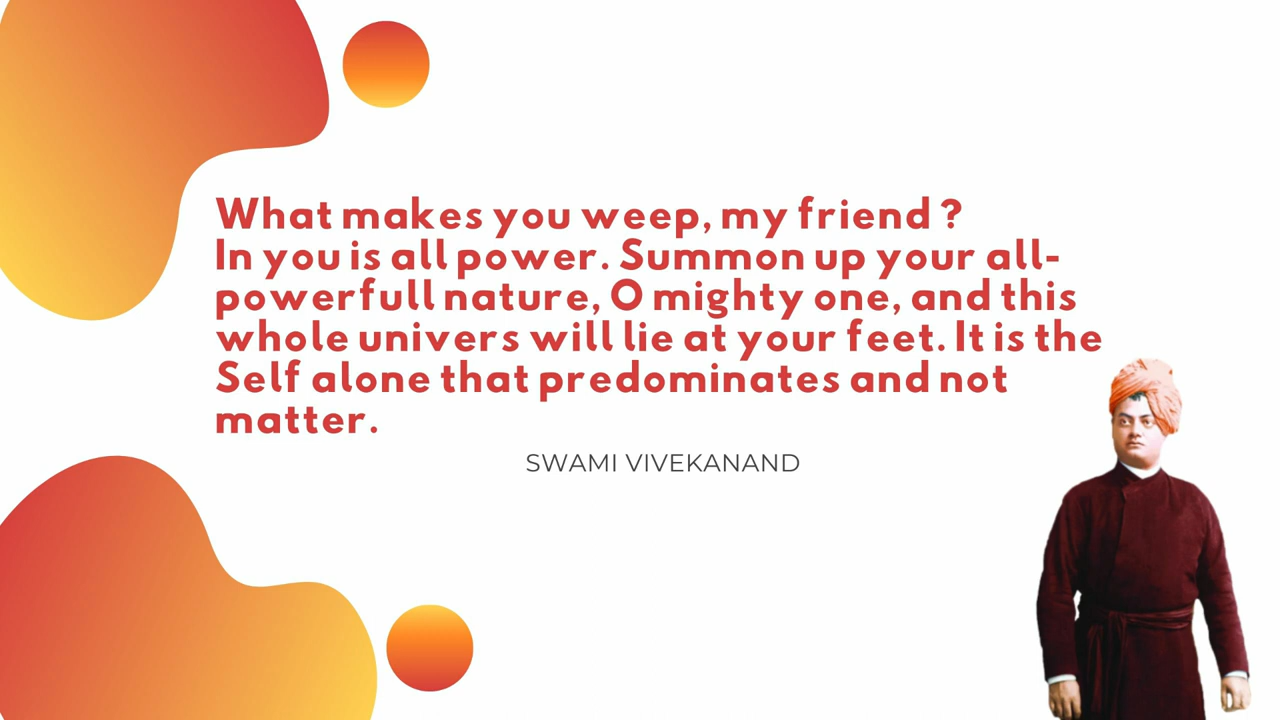 What makes you weep, my friend ?
In you is all power. Summon up your all-
powerfull nature, O mighty one, and this
whole univers will lie at your feet. It is the
Self alone that predominates and not
matter.
SWAMI VIVEKANAND